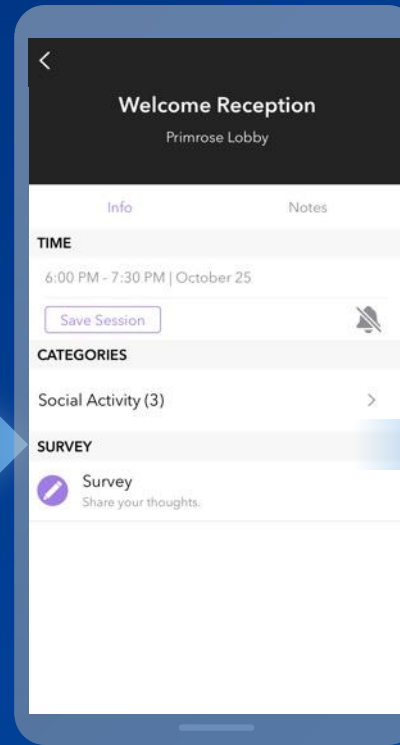 Welcome Reception
Primrose Lobby
Info Notes
TIME
6:00 PM - 7:30 PM | October 25
Save Session
CATEGORIES
Social Activity (3)
SURVEY
Survey
Share your thoughts.